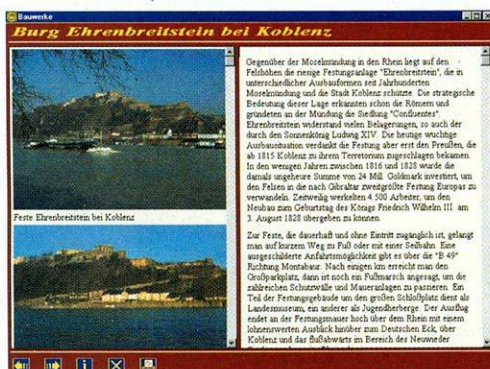 Bauwerke
Burg Ehrenbreitstein bei Koblenz
Feste Ehrenbreitstein bei Koblenz
Gegenüber der Moselmündung in den Rhein liegt auf den
Felshöhen die riesige Festungsanlage "Ehrenbreitstein", die in
unterschiedlicher Ausbauformen seit Jahrhunderten
Moselmündung und die Stadt Koblenz schützte. Die strategische
Bedeutung dieser Lage erkannten schon die Römern und
gründeten an der Mündung die Siedlung "Confluentes".
Ehrenbreitstein widerstand vielen Belagerungen, so auch der
durch den Sonnenkönig Ludwig XIV. Die heutige wuchtige
Ausbausituation verdankt die Festung aber erst den Preußen, die
ab 1815 Koblenz zu ihrem Terretorium zugeschlagen bekamen.
In den wenigen Jahren zwischen 1816 und 1828 wurde die
damals ungeheure Summe von 24 Mill. Goldmark investiert, um
den Felsen in die nach Gibraltar zweitgrößte Festung Europas zu
verwandeln. Zeitweilig werkelten 4.500 Arbeiter, um den
Neubau zum Geburtstag des Königs Friedrich Wilhelm III. am
3. August 1828 übergeben zu können.
Zur Feste, die dauerhaft und ohne Eintritt zugänglich ist, gelangt
man auf kurzem Weg zu Fuß oder mit einer Seilbahn. Eine
ausgeschilderte Anfahrtsmöglichkeit gibt es über die "B 49"
Richtung Montabaur. Nach einigen km erreicht man den
Großparkplatz, dann ist noch ein Fußmarsch angesagt, um die
zahlreichen Schutzwälle und Maueranlagen zu passieren. Ein
Teil der Festungsgebäude um den großen Schloßplatz dient als
Landesmuseum, ein anderer als Jugendherberge. Der Ausflug
endet an der Festungsmauer hoch über dem Rhein mit einem
lohnenswerten Ausblick hinüber zum Deutschen Eck, über
Koblenz und das flußabwärts im Bereich des Neuwieder